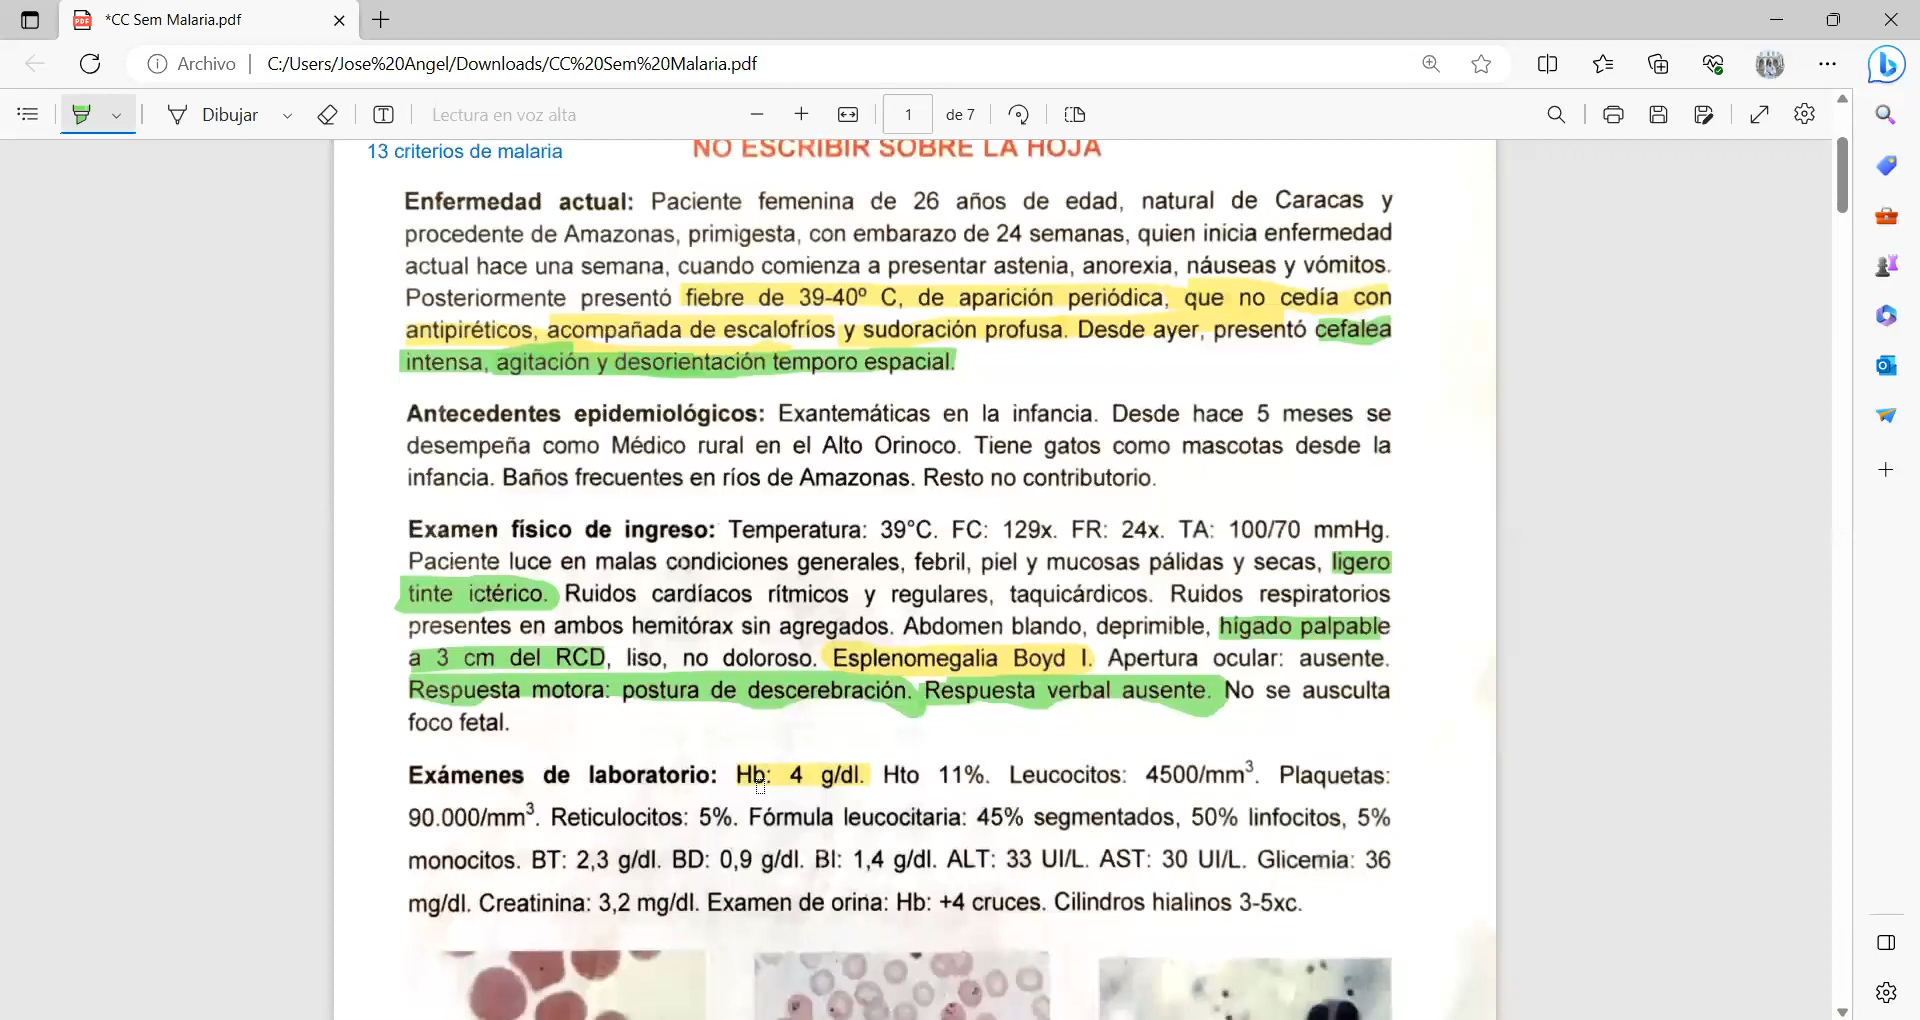 *CC Sem Malaria.pdf
Archivo
C:/Users/Jose%20Angel/Downloads/CC%20Sem%20Malaria.pdf
Dibujar
Lectura en voz alta
1
de 7
13 criterios de malaria
NO ESCRIBIR SOBRE LA HOJA
Enfermedad actual: Paciente femenina de 26 años de edad, natural de Caracas y
procedente de Amazonas, primigesta, con embarazo de 24 semanas, quien inicia enfermedad
actual hace una semana, cuando comienza a presentar astenia, anorexia, náuseas y vómitos.
Posteriormente presentó fiebre de 39-40º C, de aparición periódica, que no cedía con
antipiréticos, acompañada de escalofríos y sudoración profusa. Desde ayer, presentó cefalea
intensa, agitación y desorientación temporo espacial.
Antecedentes epidemiológicos: Exantemáticas en la infancia. Desde hace 5 meses se
desempeña como Médico rural en el Alto Orinoco. Tiene gatos como mascotas desde la
infancia. Baños frecuentes en ríos de Amazonas. Resto no contributorio.
Examen físico de ingreso: Temperatura: 39°C. FC: 129x. FR: 24x. TA: 100/70 mmHg.
Paciente luce en malas condiciones generales, febril, piel y mucosas pálidas y secas, ligero
tinte ictérico. Ruidos cardíacos rítmicos y regulares, taquicárdicos. Ruidos respiratorios
presentes en ambos hemitórax sin agregados. Abdomen blando, deprimible, hígado palpable
a 3 cm del RCD, liso, no doloroso. Esplenomegalia Boyd I. Apertura ocular: ausente.
Respuesta motora: postura de descerebración. Respuesta verbal ausente. No se ausculta
foco fetal.
Exámenes de laboratorio: Hb: 4 g/dl. Hto 11%. Leucocitos: 4500/mm³. Plaquetas:
90.000/mm³. Reticulocitos: 5%. Fórmula leucocitaria: 45% segmentados, 50% linfocitos, 5%
monocitos. BT: 2,3 g/dl. BD: 0,9 g/dl. BI: 1,4 g/dl. ALT: 33 UI/L. AST: 30 UI/L. Glicemia: 36
mg/dl. Creatinina: 3,2 mg/dl. Examen de orina: Hb: +4 cruces. Cilindros hialinos 3-5xc.